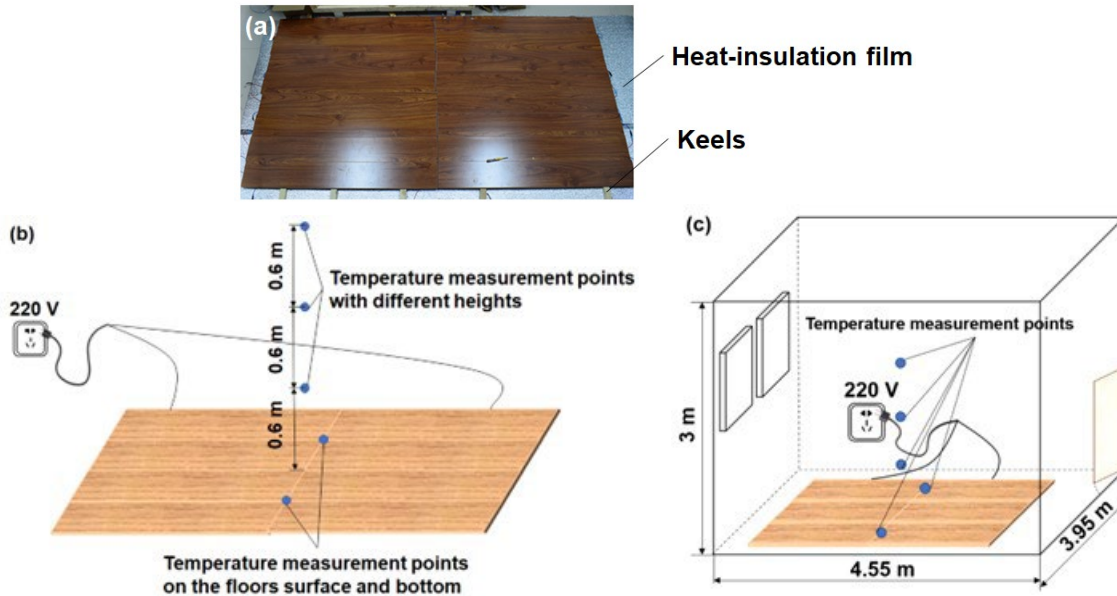 (a)
Heat-insulation film
Keels
(b)
220 V
0.6 m
0.6 m
0.6 m
Temperature measurement points
with different heights
Temperature measurement points
on the floors surface and bottom
(c)
Temperature measurement points
220 V
3 m
4.55 m
3.95 m